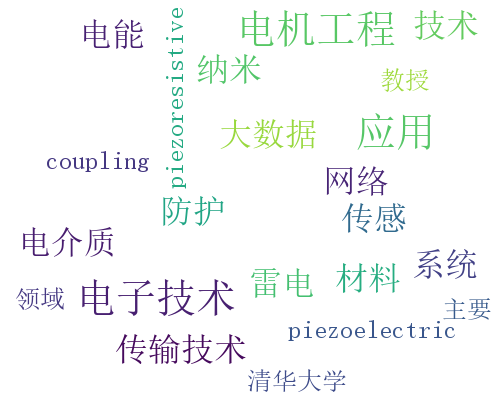 电能
电机工程
技术
piezoresistive
纳米
教授
大数据
应用
coupling
网络
防护
传感
电介质
系统
雷电
材料
领域
电子技术
主要
piezoelectric
传输技术
清华大学